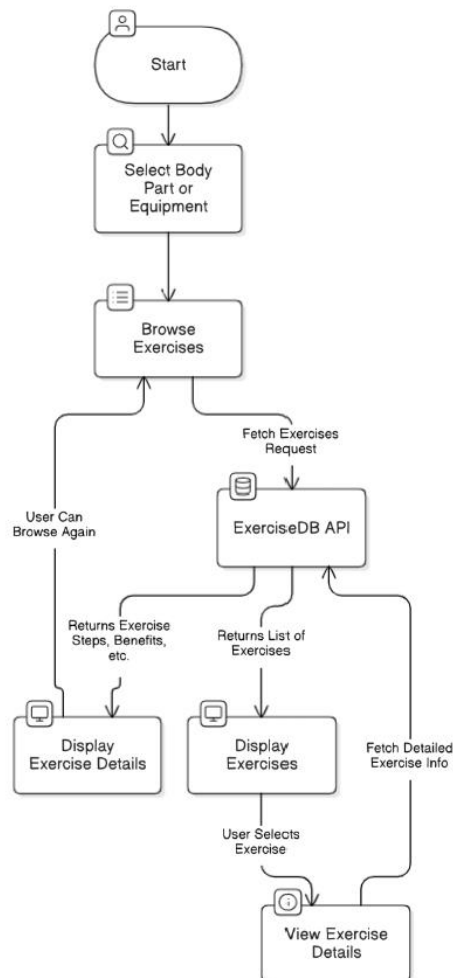 Start
Select Body
Part or
Equipment
Browse
Exercises
Fetch Exercises
Request
User Can
Browse Again
ExerciseDB API
Returns Exercise
Steps, Benefits,
etc.
Returns List of
Exercises
Display
Exercise Details
Display
Exercises
Fetch Detailed
Exercise Info
User Selects
Exercise
View Exercise
Details